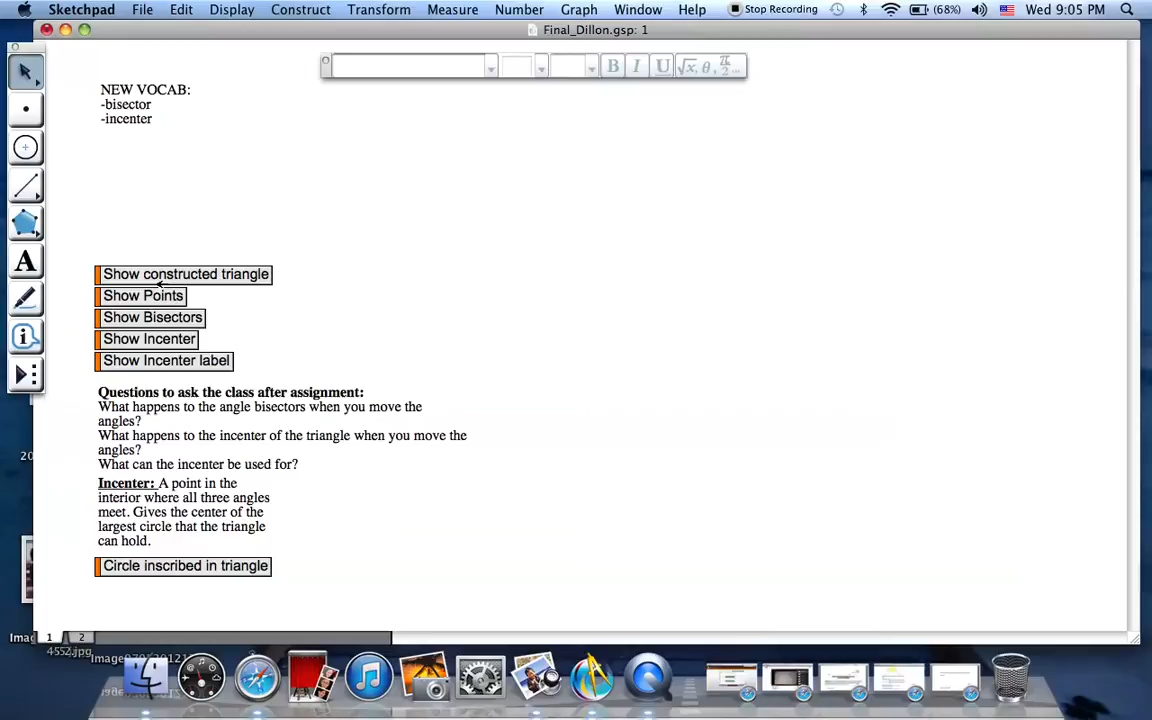 Sketchpad File Edit Display Construct Transform Measure Number Graph Window Help Stop Recording (68%) Wed 9:05 PM
Final_Dillon.gsp: 1
B I U √x, θ, π/2...
NEW VOCAB:
-bisector
-incenter
Show constructed triangle
Show Points
Show Bisectors
Show Incenter
Show Incenter label
Questions to ask the class after assignment:
What happens to the angle bisectors when you move the
angles?
What happens to the incenter of the triangle when you move the
angles?
What can the incenter be used for?
Incenter: A point in the
interior where all three angles
meet. Gives the center of the
largest circle that the triangle
can hold.
Circle inscribed in triangle
A
20
1 2
Imag
4552.jpg